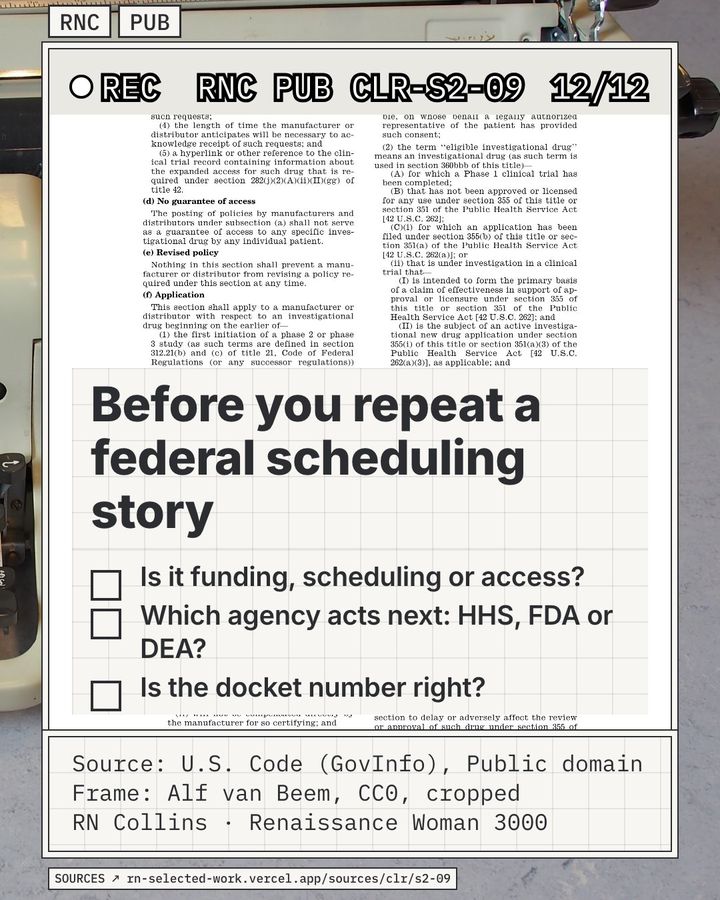 RNC PUB
REC RNC PUB CLR-S2-09 12/12
such requests;
(4) the length of time the manufacturer or
distributor anticipates will be necessary to ac-
knowledge receipt of such requests; and
(5) a hyperlink or other reference to the clin-
ical trial record containing information about
the expanded access for such drug that is re-
quired under section 282(j)(2)(A)(ii)(II)(gg) of
title 42.
(d) No guarantee of access
The posting of policies by manufacturers and
distributors under subsection (a) shall not serve
as a guarantee of access to any specific inves-
tigational drug by any individual patient.
(e) Revised policy
Nothing in this section shall prevent a manu-
facturer or distributor from revising a policy re-
quired under this section at any time.
(f) Application
This section shall apply to a manufacturer or
distributor with respect to an investigational
drug beginning on the earlier of—
(1) the first initiation of a phase 2 or phase
3 study (as such terms are defined in section
312.21(b) and (c) of title 21, Code of Federal
Regulations (or any successor regulations))
ble, on whose behalf a legally authorized
representative of the patient has provided
such consent;
(2) the term “eligible investigational drug”
means an investigational drug (as such term is
used in section 360bbb of this title)—
(A) for which a Phase 1 clinical trial has
been completed;
(B) that has not been approved or licensed
for any use under section 355 of this title or
section 351 of the Public Health Service Act
[42 U.S.C. 262];
(C)(i) for which an application has been
filed under section 355(b) of this title or sec-
tion 351(a) of the Public Health Service Act
[42 U.S.C. 262(a)]; or
(ii) that is under investigation in a clinical
trial that—
(I) is intended to form the primary basis
of a claim of effectiveness in support of ap-
proval or licensure under section 355 of
this title or section 351 of the Public
Health Service Act [42 U.S.C. 262]; and
(II) is the subject of an active investiga-
tional new drug application under section
355(i) of this title or section 351(a)(3) of the
Public Health Service Act [42 U.S.C.
262(a)(3)], as applicable; and
Before you repeat a
federal scheduling
story
Is it funding, scheduling or access?
Which agency acts next: HHS, FDA or
DEA?
Is the docket number right?
the manufacturer for so certifying; and
section to delay or adversely affect the review
or approval of such drug under section 355 of
Source: U.S. Code (GovInfo), Public domain
Frame: Alf van Beem, CC0, cropped
RN Collins · Renaissance Woman 3000
SOURCES ↗ rn-selected-work.vercel.app/sources/clr/s2-09